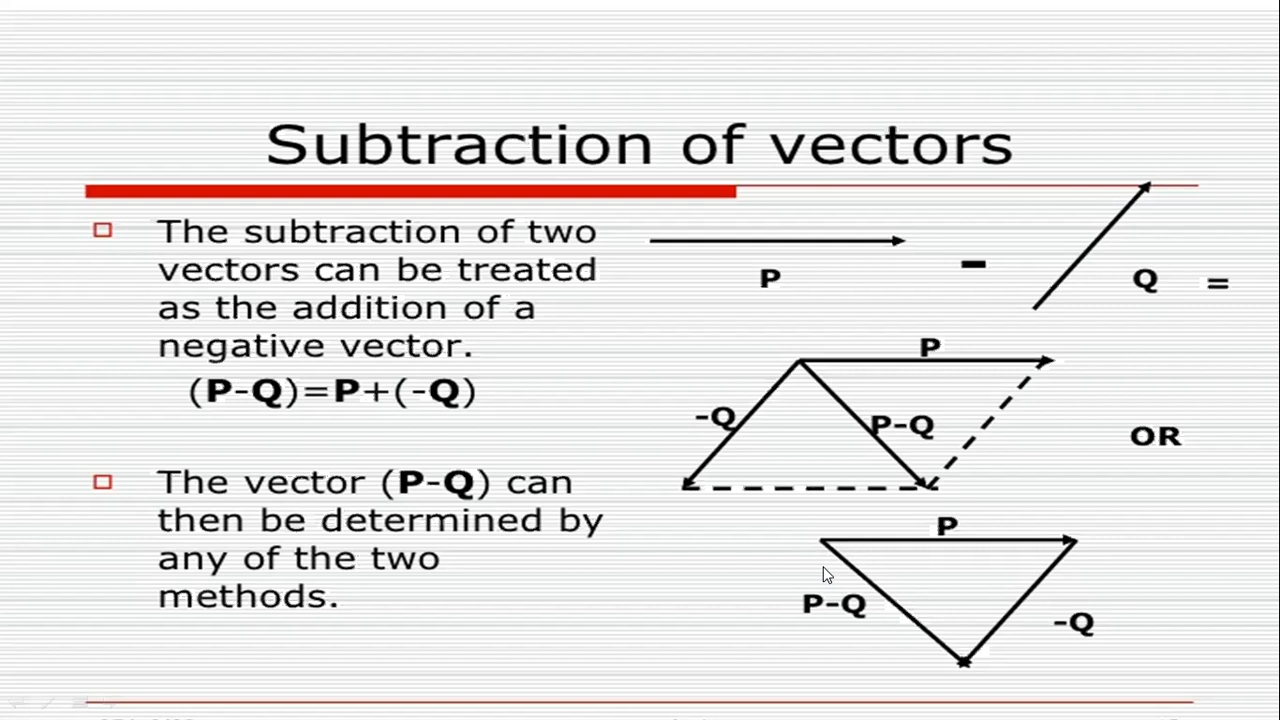 Subtraction of vectors
The subtraction of two
vectors can be treated
as the addition of a
negative vector.
(P-Q)=P+(-Q)
The vector (P-Q) can
then be determined by
any of the two
methods.
P - Q =
P
-Q P-Q
OR
P
P-Q
-Q